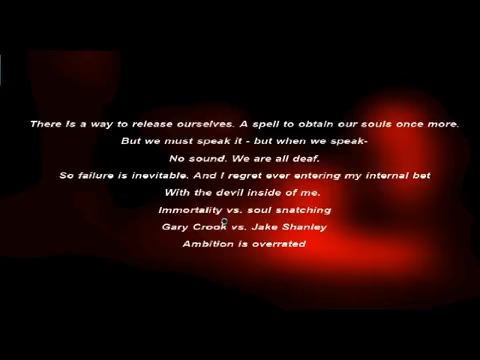 There is a way to release ourselves. A spell to obtain our souls once more.
But we must speak it - but when we speak-
No sound. We are all deaf.
So failure is inevitable. And I regret ever entering my internal bet
With the devil inside of me.
Immortality vs. soul snatching
Gary Crook vs. Jake Shanley
Ambition is overrated